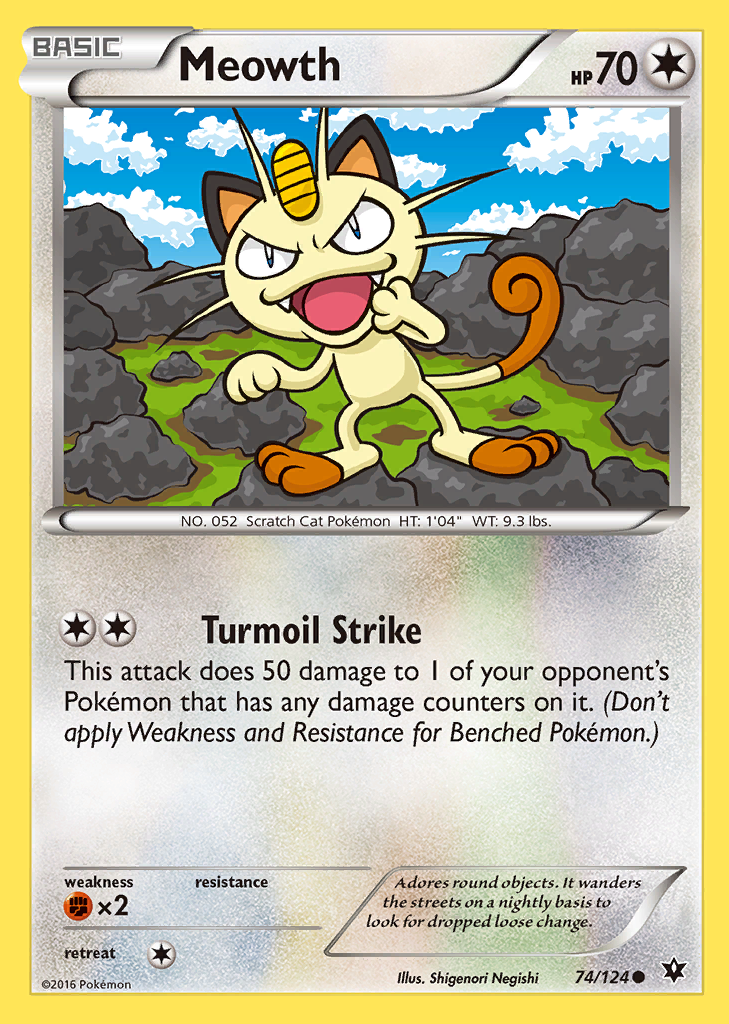 BASIC
Meowth
HP 70
NO. 052 Scratch Cat Pokémon HT: 1'04" WT: 9.3 lbs.
Turmoil Strike
This attack does 50 damage to 1 of your opponent's
Pokémon that has any damage counters on it. (Don't
apply Weakness and Resistance for Benched Pokémon.)
weakness resistance
×2
retreat
Adores round objects. It wanders
the streets on a nightly basis to
look for dropped loose change.
©2016 Pokémon
Illus. Shigenori Negishi
74/124